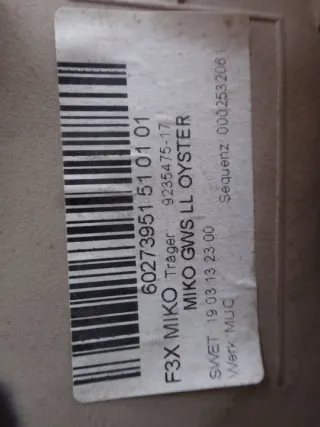 60273951 51 01 01
F3X MIKO Träger 9235475-17
MIKO GWS LL OYSTER
SWET 19 03 13 23 00
Werk MUC Sequenz 0002532061